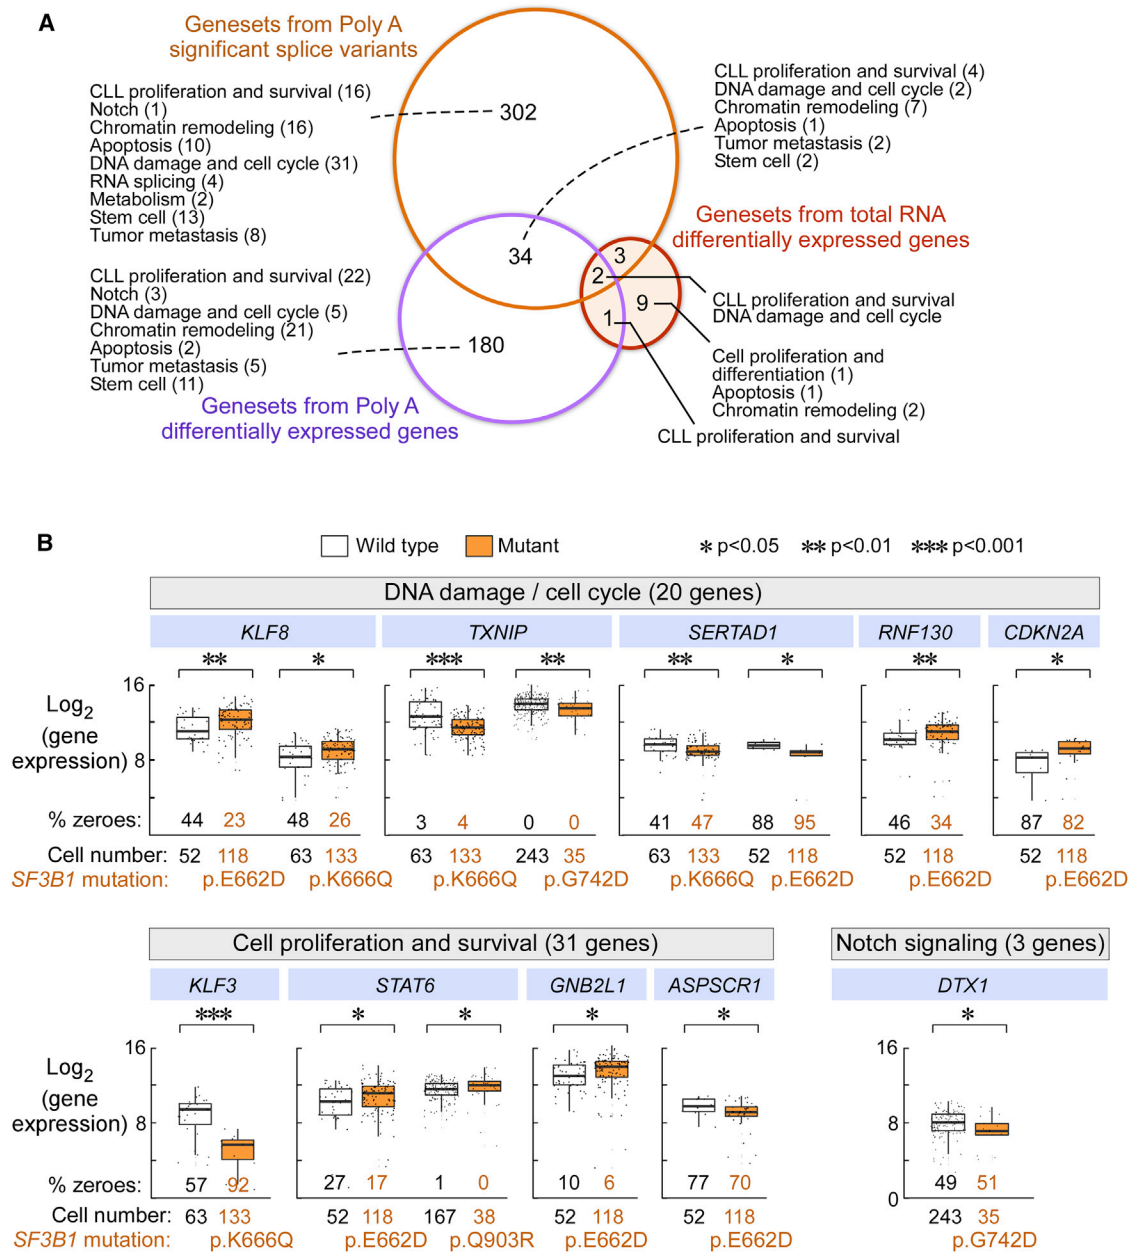 A
Genesets from Poly A
significant splice variants
CLL proliferation and survival (16)
Notch (1)
Chromatin remodeling (16)
Apoptosis (10)
DNA damage and cell cycle (31)
RNA splicing (4)
Metabolism (2)
Stem cell (13)
Tumor metastasis (8)
302
CLL proliferation and survival (4)
DNA damage and cell cycle (2)
Chromatin remodeling (7)
Apoptosis (1)
Tumor metastasis (2)
Stem cell (2)
Genesets from total RNA
differentially expressed genes
34
3
2
9
1
CLL proliferation and survival
DNA damage and cell cycle
CLL proliferation and survival (22)
Notch (3)
DNA damage and cell cycle (5)
Chromatin remodeling (21)
Apoptosis (2)
Tumor metastasis (5)
Stem cell (11)
180
Cell proliferation and
differentiation (1)
Apoptosis (1)
Chromatin remodeling (2)
CLL proliferation and survival
Genesets from Poly A
differentially expressed genes
B
Wild type Mutant * p<0.05 ** p<0.01 *** p<0.001
DNA damage / cell cycle (20 genes)
KLF8 TXNIP SERTAD1 RNF130 CDKN2A
** * *** ** ** * ** *
16
Log2
(gene
expression) 8
% zeroes: 44 23 48 26 3 4 0 0 41 47 88 95 46 34 87 82
Cell number: 52 118 63 133 63 133 243 35 63 133 52 118 52 118 52 118
SF3B1 mutation: p.E662D p.K666Q p.K666Q p.G742D p.K666Q p.E662D p.E662D p.E662D
Cell proliferation and survival (31 genes) Notch signaling (3 genes)
KLF3 STAT6 GNB2L1 ASPSCR1 DTX1
*** * * * * *
16 16
Log2
(gene
expression) 8 8
% zeroes: 57 92 27 17 1 0 10 6 77 70 0 49 51
Cell number: 63 133 52 118 167 38 52 118 52 118 243 35
SF3B1 mutation: p.K666Q p.E662D p.Q903R p.E662D p.E662D p.G742D